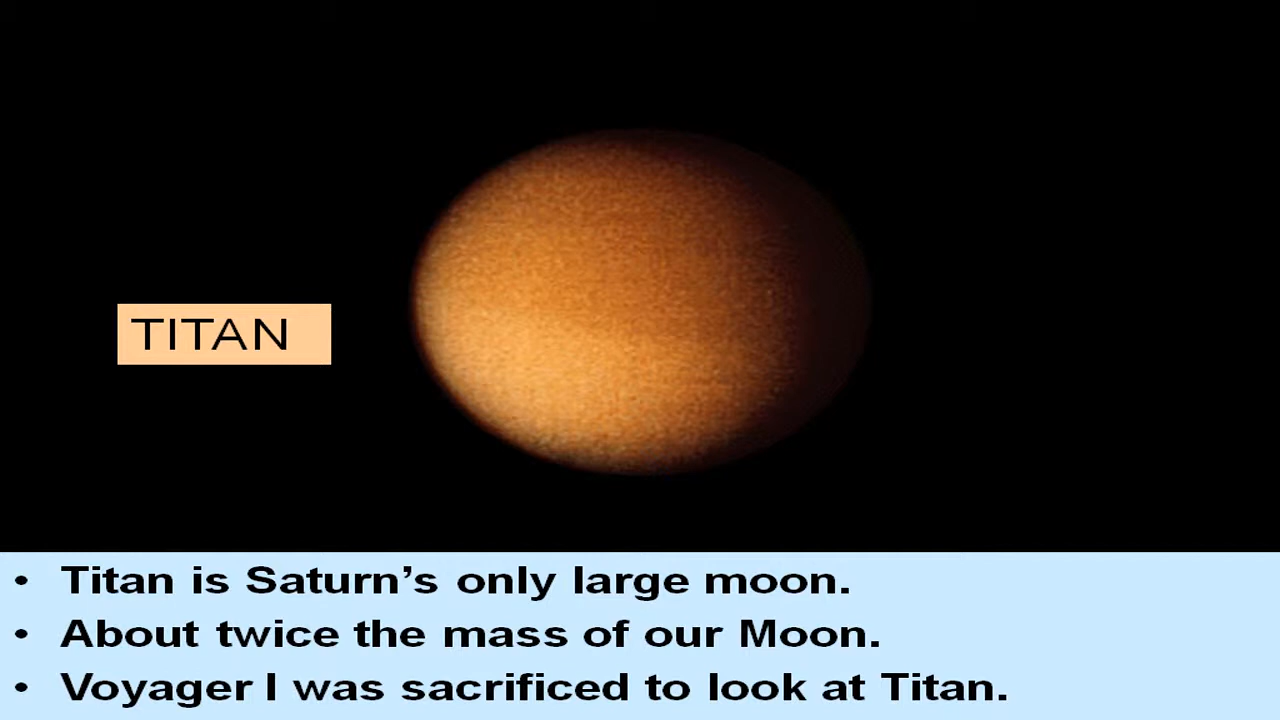 TITAN
• Titan is Saturn’s only large moon.
• About twice the mass of our Moon.
• Voyager I was sacrificed to look at Titan.